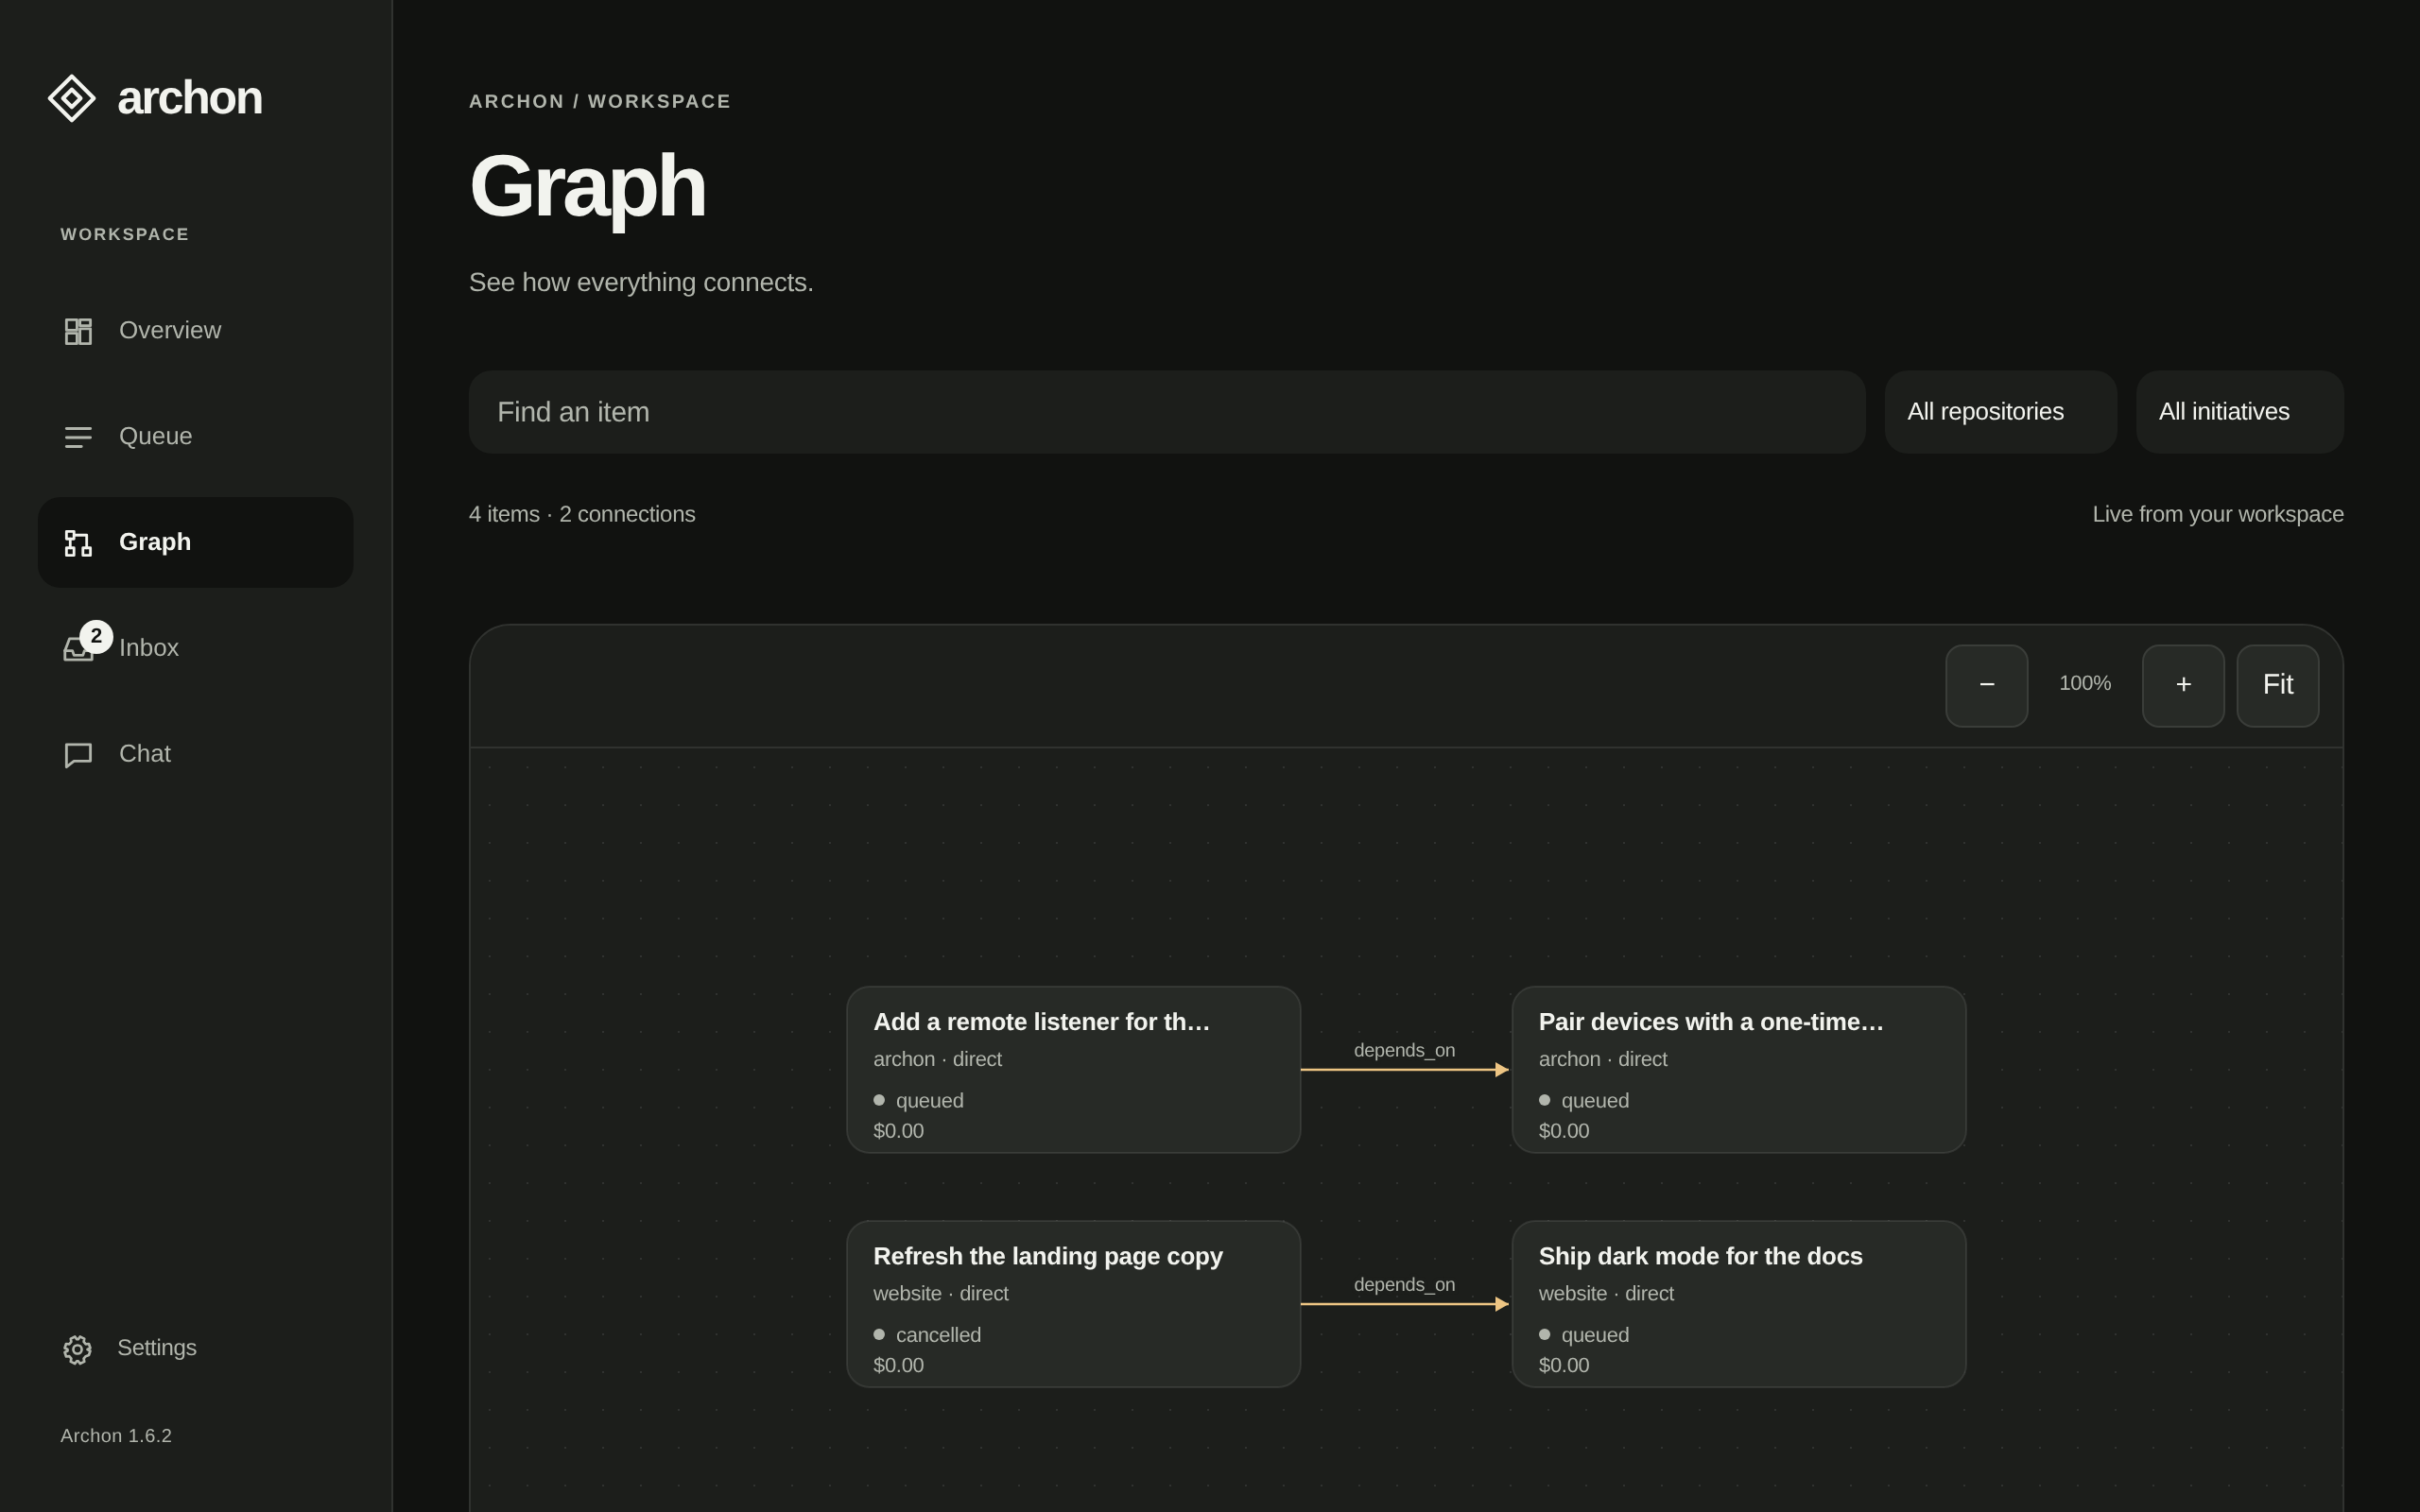 archon
WORKSPACE
Overview
Queue
Graph
2
Inbox
Chat
Settings
Archon 1.6.2
ARCHON / WORKSPACE
Graph
See how everything connects.
Find an item
All repositories
All initiatives
4 items · 2 connections
Live from your workspace
− 100% + Fit
Add a remote listener for th…
archon · direct
queued
$0.00
depends_on
Pair devices with a one-time…
archon · direct
queued
$0.00
Refresh the landing page copy
website · direct
cancelled
$0.00
depends_on
Ship dark mode for the docs
website · direct
queued
$0.00